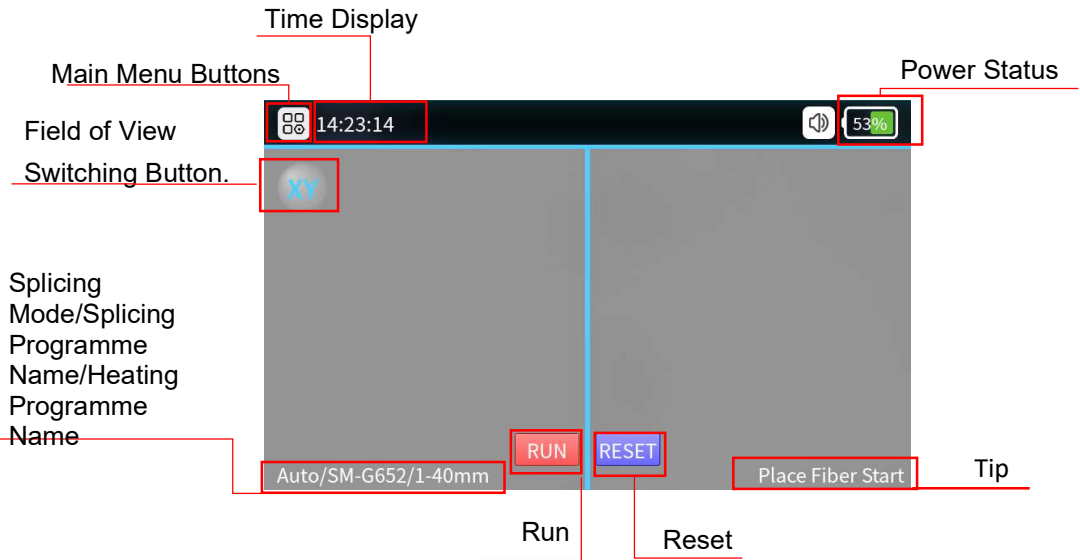 Time Display
Main Menu Buttons
Power Status
Field of View
Switching Button.
14:23:14
53%
XY
Splicing
Mode/Splicing
Programme
Name/Heating
Programme
Name
RUN
RESET
Auto/SM-G652/1-40mm
Place Fiber Start
Tip
Run
Reset